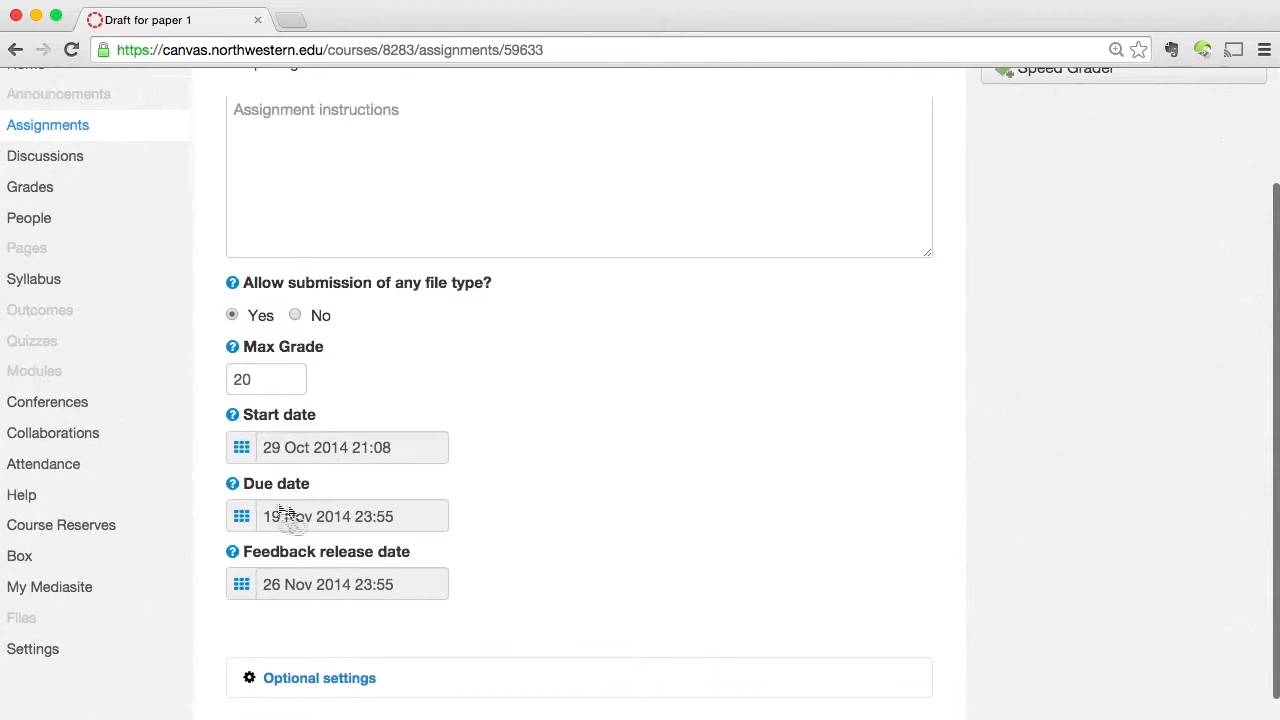 Draft for paper 1
https://canvas.northwestern.edu/courses/8283/assignments/59633
Speed Grader
Announcements
Assignments
Discussions
Grades
People
Pages
Syllabus
Outcomes
Quizzes
Modules
Conferences
Collaborations
Attendance
Help
Course Reserves
Box
My Mediasite
Files
Settings
Assignment instructions
Allow submission of any file type?
Yes No
Max Grade
20
Start date
29 Oct 2014 21:08
Due date
19 Nov 2014 23:55
Feedback release date
26 Nov 2014 23:55
Optional settings